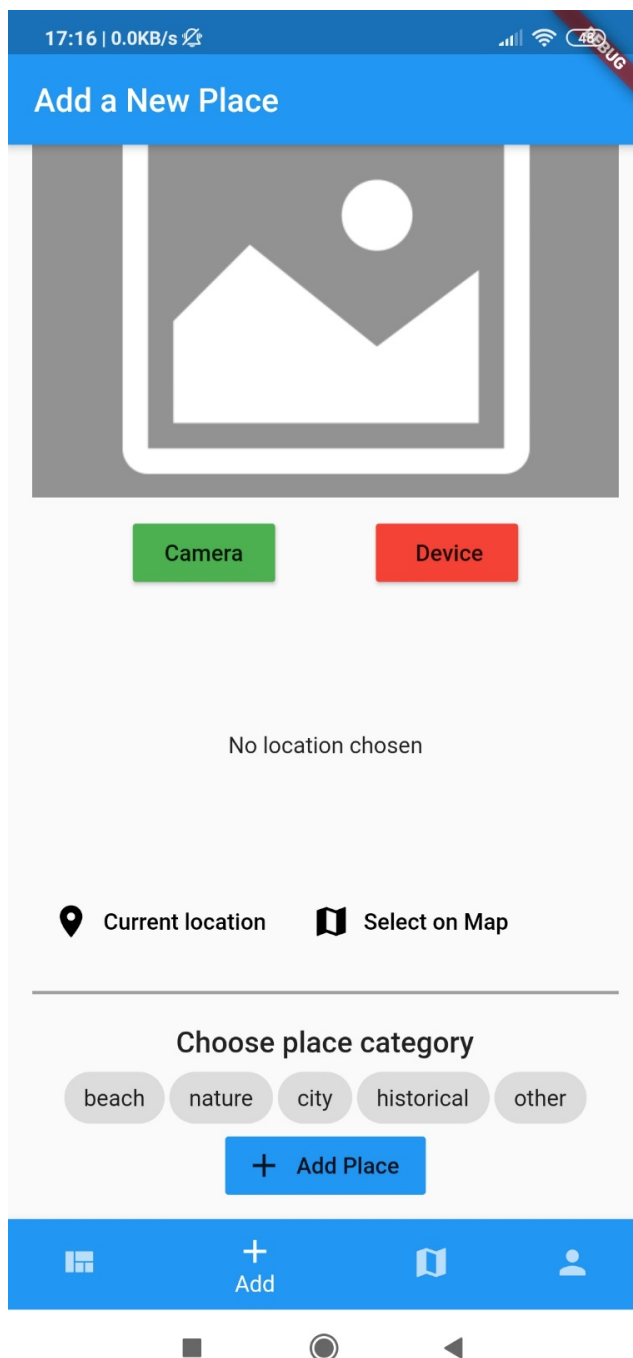 17:16 | 0.0KB/s
48
DEBUG
Add a New Place
Camera Device
No location chosen
Current location Select on Map
Choose place category
beach nature city historical other
+ Add Place
Add